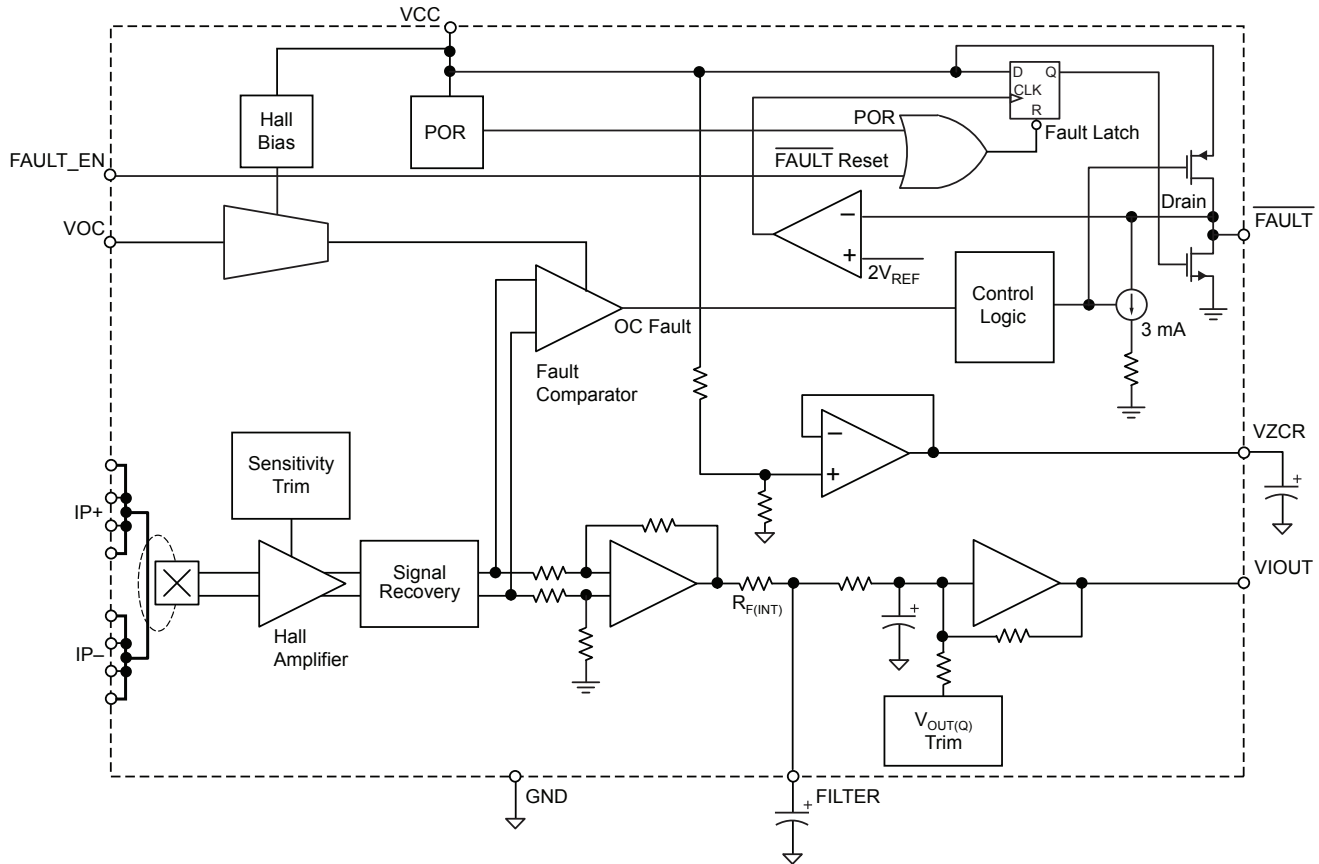 VCC
D Q
CLK
R
Hall
Bias
POR
POR
Fault Latch
FAULT_EN
FAULT Reset
Drain
VOC
FAULT
2V_REF
Control
Logic
OC Fault
3 mA
Fault
Comparator
VZCR
Sensitivity
Trim
IP+
Signal
Recovery
VIOUT
R_F(INT)
Hall
Amplifier
IP–
V_OUT(Q)
Trim
GND
FILTER